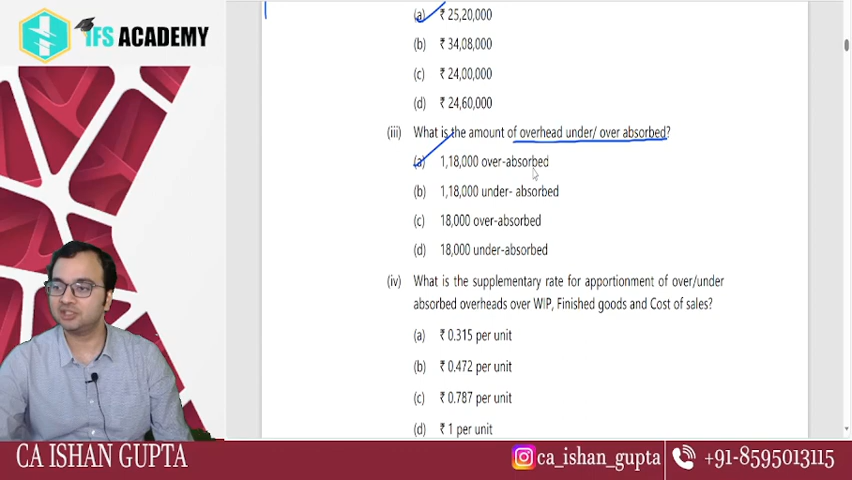 IFS ACADEMY
(a) ₹ 25,20,000
(b) ₹ 34,08,000
(c) ₹ 24,00,000
(d) ₹ 24,60,000
(iii) What is the amount of overhead under/ over absorbed?
(a) 1,18,000 over-absorbed
(b) 1,18,000 under- absorbed
(c) 18,000 over-absorbed
(d) 18,000 under-absorbed
(iv) What is the supplementary rate for apportionment of over/under
absorbed overheads over WIP, Finished goods and Cost of sales?
(a) ₹ 0.315 per unit
(b) ₹ 0.472 per unit
(c) ₹ 0.787 per unit
(d) ₹ 1 per unit
CA ISHAN GUPTA
ca_ishan_gupta
+91-8595013115